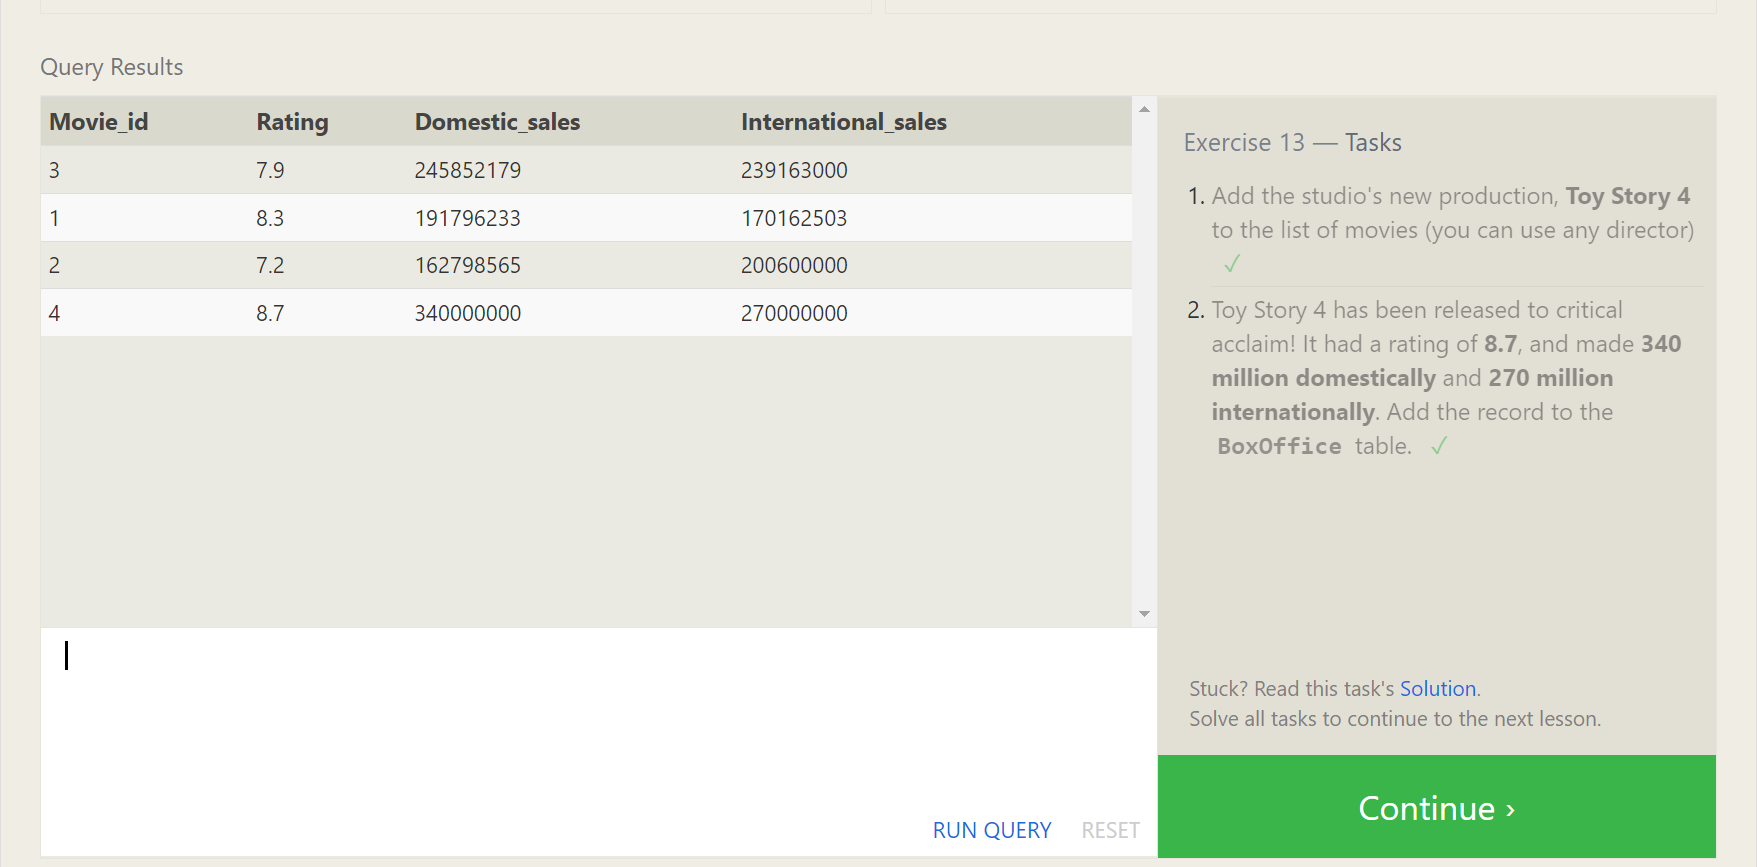 Query Results
Movie_id Rating Domestic_sales International_sales
3 7.9 245852179 239163000
1 8.3 191796233 170162503
2 7.2 162798565 200600000
4 8.7 340000000 270000000
RUN QUERY RESET
Exercise 13 — Tasks
1. Add the studio's new production, Toy Story 4
to the list of movies (you can use any director)
✓
2. Toy Story 4 has been released to critical
acclaim! It had a rating of 8.7, and made 340
million domestically and 270 million
internationally. Add the record to the
BoxOffice table. ✓
Stuck? Read this task's Solution.
Solve all tasks to continue to the next lesson.
Continue ›